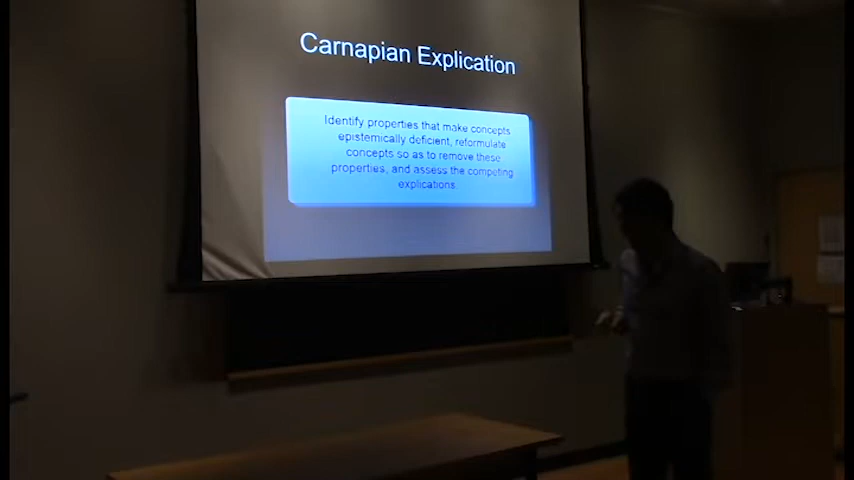 Carnapian Explication
Identify properties that make concepts
epistemically deficient, reformulate
concepts so as to remove these
properties, and assess the competing
explications.